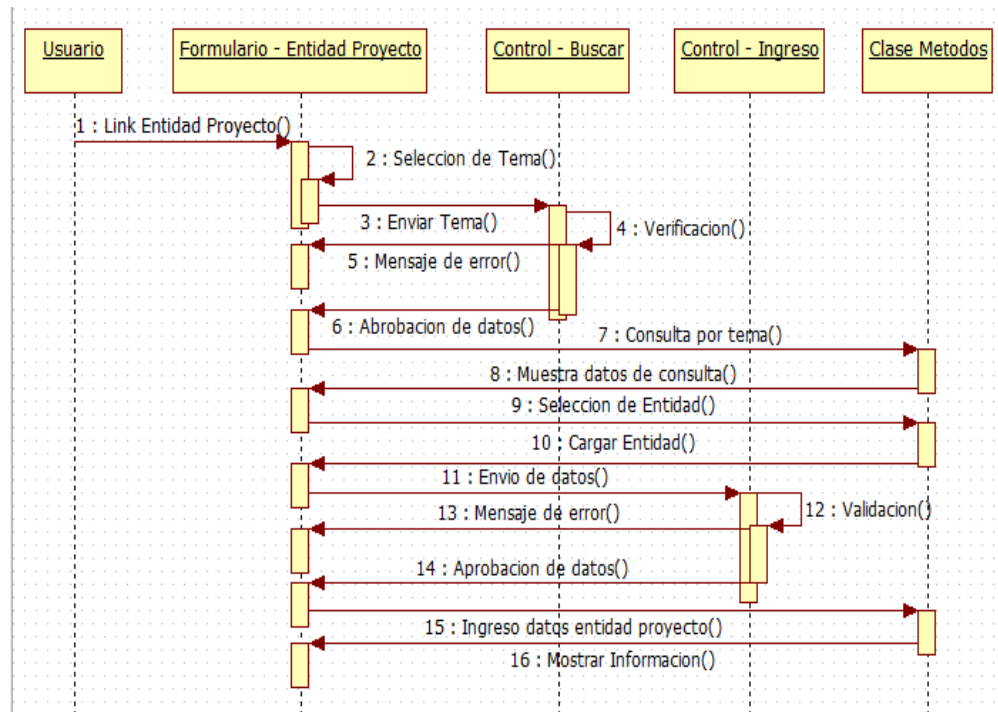 Usuario
Formulario - Entidad Proyecto
Control - Buscar
Control - Ingreso
Clase Metodos
1 : Link Entidad Proyecto()
2 : Seleccion de Tema()
3 : Enviar Tema()
4 : Verificacion()
5 : Mensaje de error()
6 : Abrobacion de datos()
7 : Consulta por tema()
8 : Muestra datos de consulta()
9 : Seleccion de Entidad()
10 : Cargar Entidad()
11 : Envio de datos()
12 : Validacion()
13 : Mensaje de error()
14 : Aprobacion de datos()
15 : Ingreso datos entidad proyecto()
16 : Mostrar Informacion()